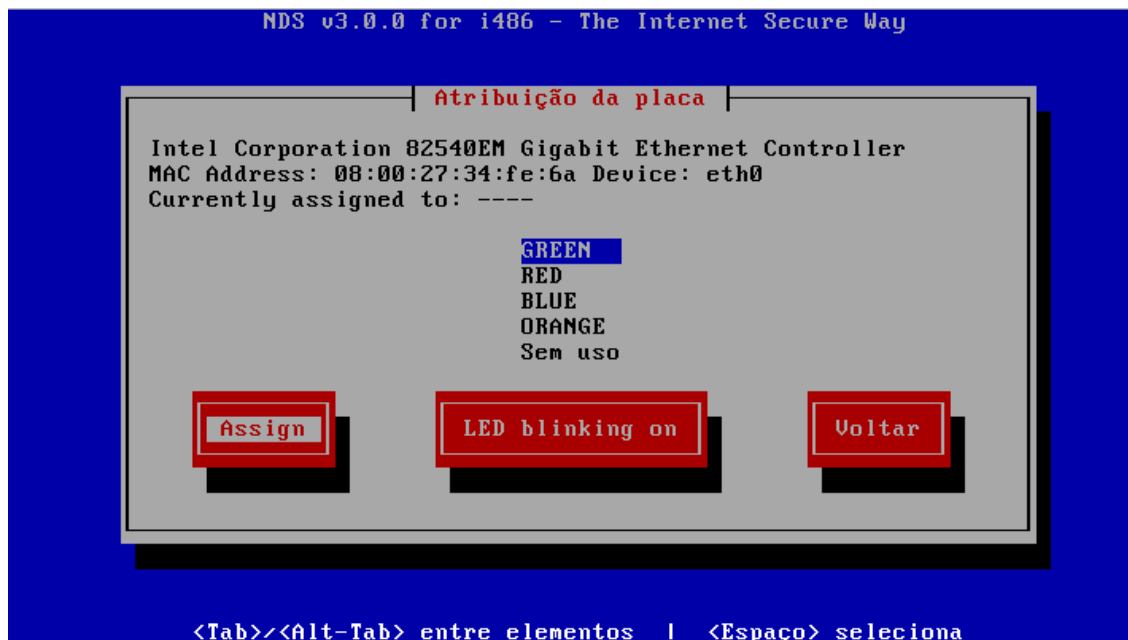 NDS v3.0.0 for i486 - The Internet Secure Way
Atribuição da placa
Intel Corporation 82540EM Gigabit Ethernet Controller
MAC Address: 08:00:27:34:fe:6a Device: eth0
Currently assigned to: ----
GREEN
RED
BLUE
ORANGE
Sem uso
Assign LED blinking on Voltar
<Tab>/<Alt-Tab> entre elementos | <Espaço> seleciona